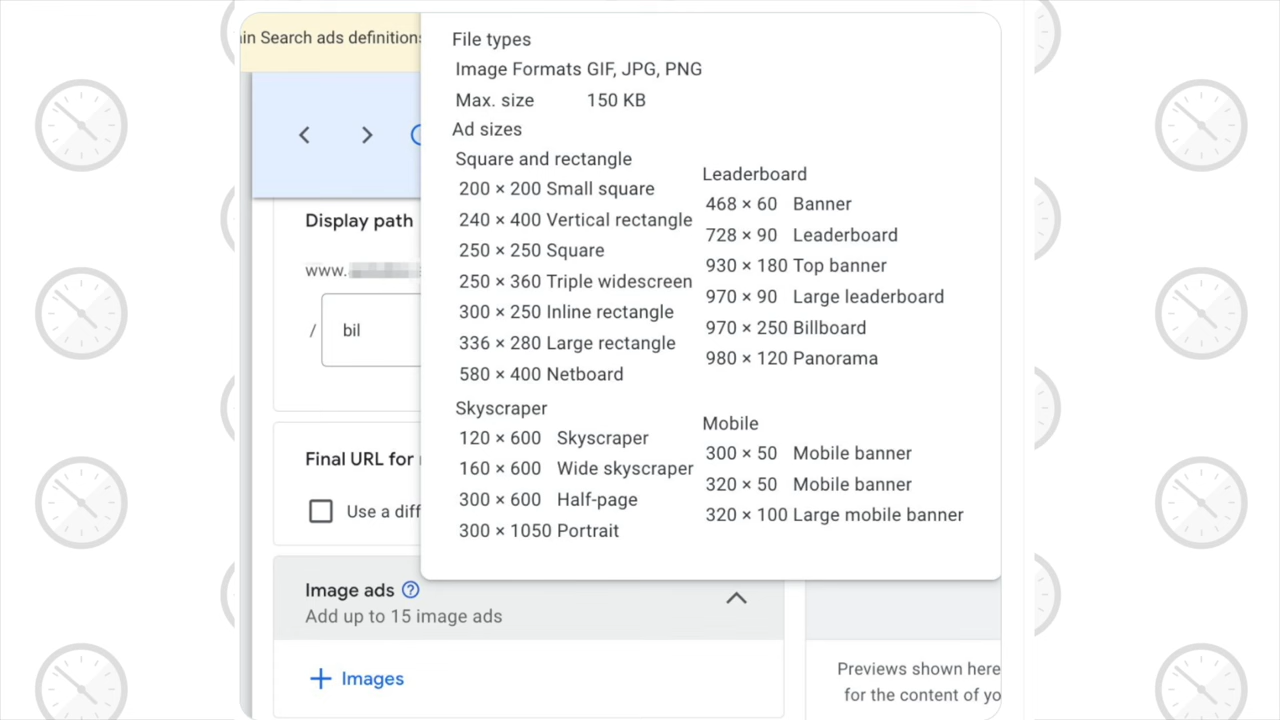 in Search ads definition
File types
Image Formats GIF, JPG, PNG
Max. size 150 KB
Ad sizes
Square and rectangle
200 × 200 Small square
240 × 400 Vertical rectangle
250 × 250 Square
250 × 360 Triple widescreen
300 × 250 Inline rectangle
336 × 280 Large rectangle
580 × 400 Netboard
Skyscraper
120 × 600 Skyscraper
160 × 600 Wide skyscraper
300 × 600 Half-page
300 × 1050 Portrait
Leaderboard
468 × 60 Banner
728 × 90 Leaderboard
930 × 180 Top banner
970 × 90 Large leaderboard
970 × 250 Billboard
980 × 120 Panorama
Mobile
300 × 50 Mobile banner
320 × 50 Mobile banner
320 × 100 Large mobile banner
Display path
www.
/ bil
Final URL for
Use a diff
Image ads
Add up to 15 image ads
+ Images
Previews shown here
for the content of yo